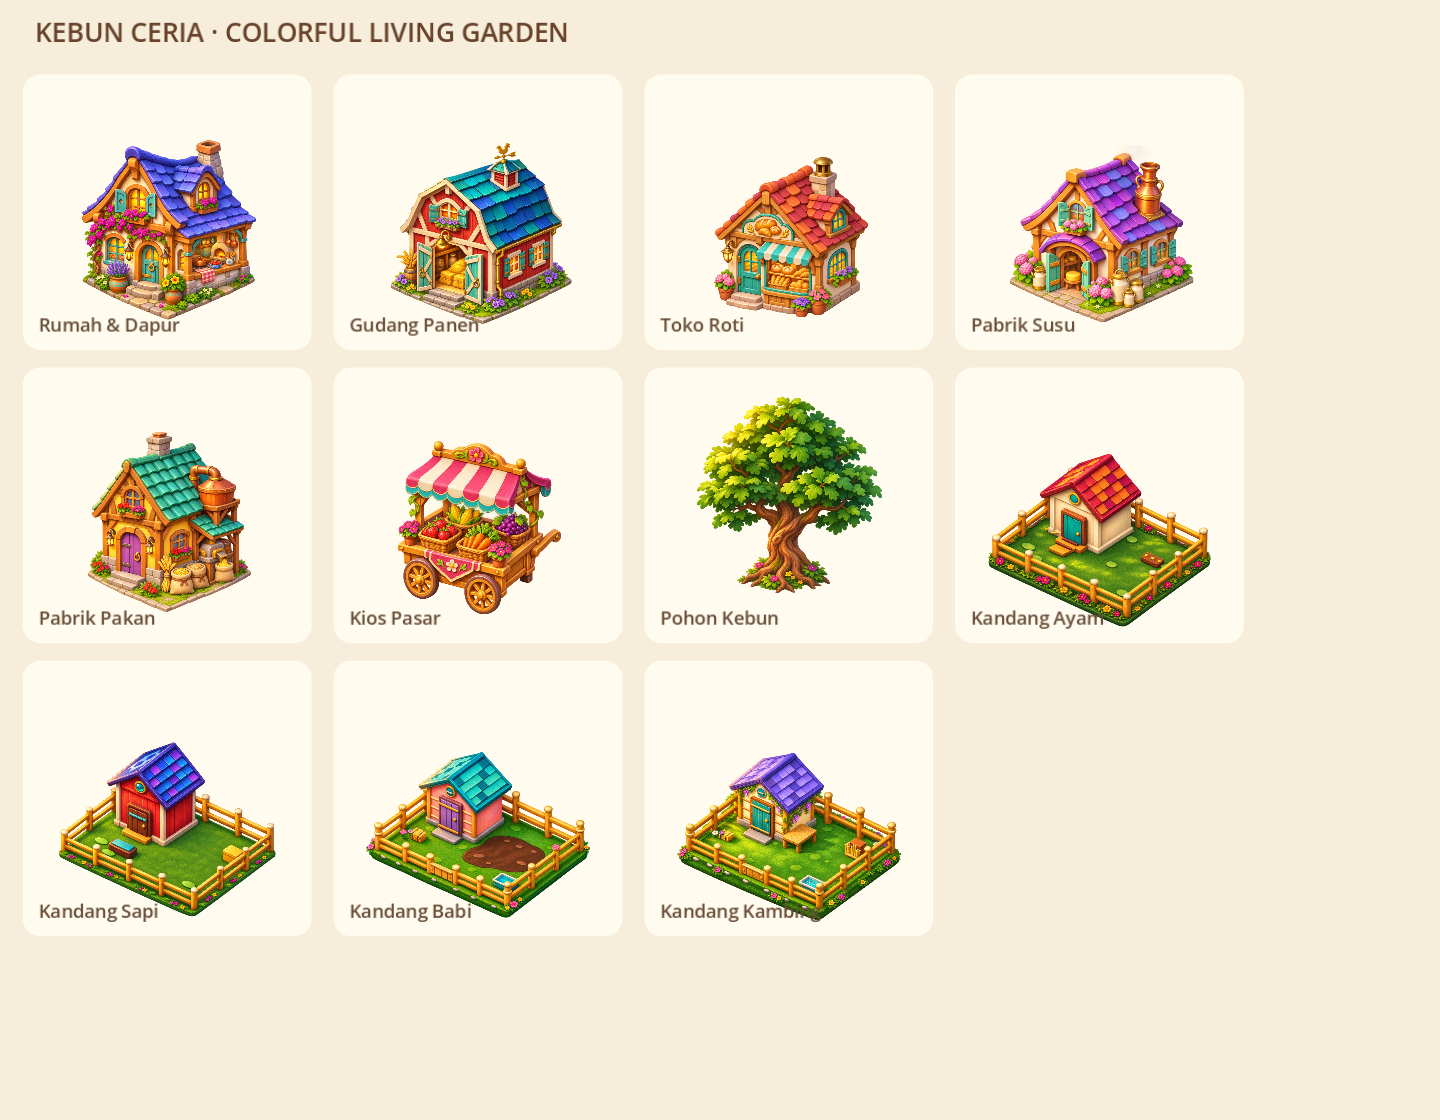 KEBUN CERIA · COLORFUL LIVING GARDEN
Rumah & Dapur
Gudang Panen
Toko Roti
Pabrik Susu
Pabrik Pakan
Kios Pasar
Pohon Kebun
Kandang Ayam
Kandang Sapi
Kandang Babi
Kandang Kambing